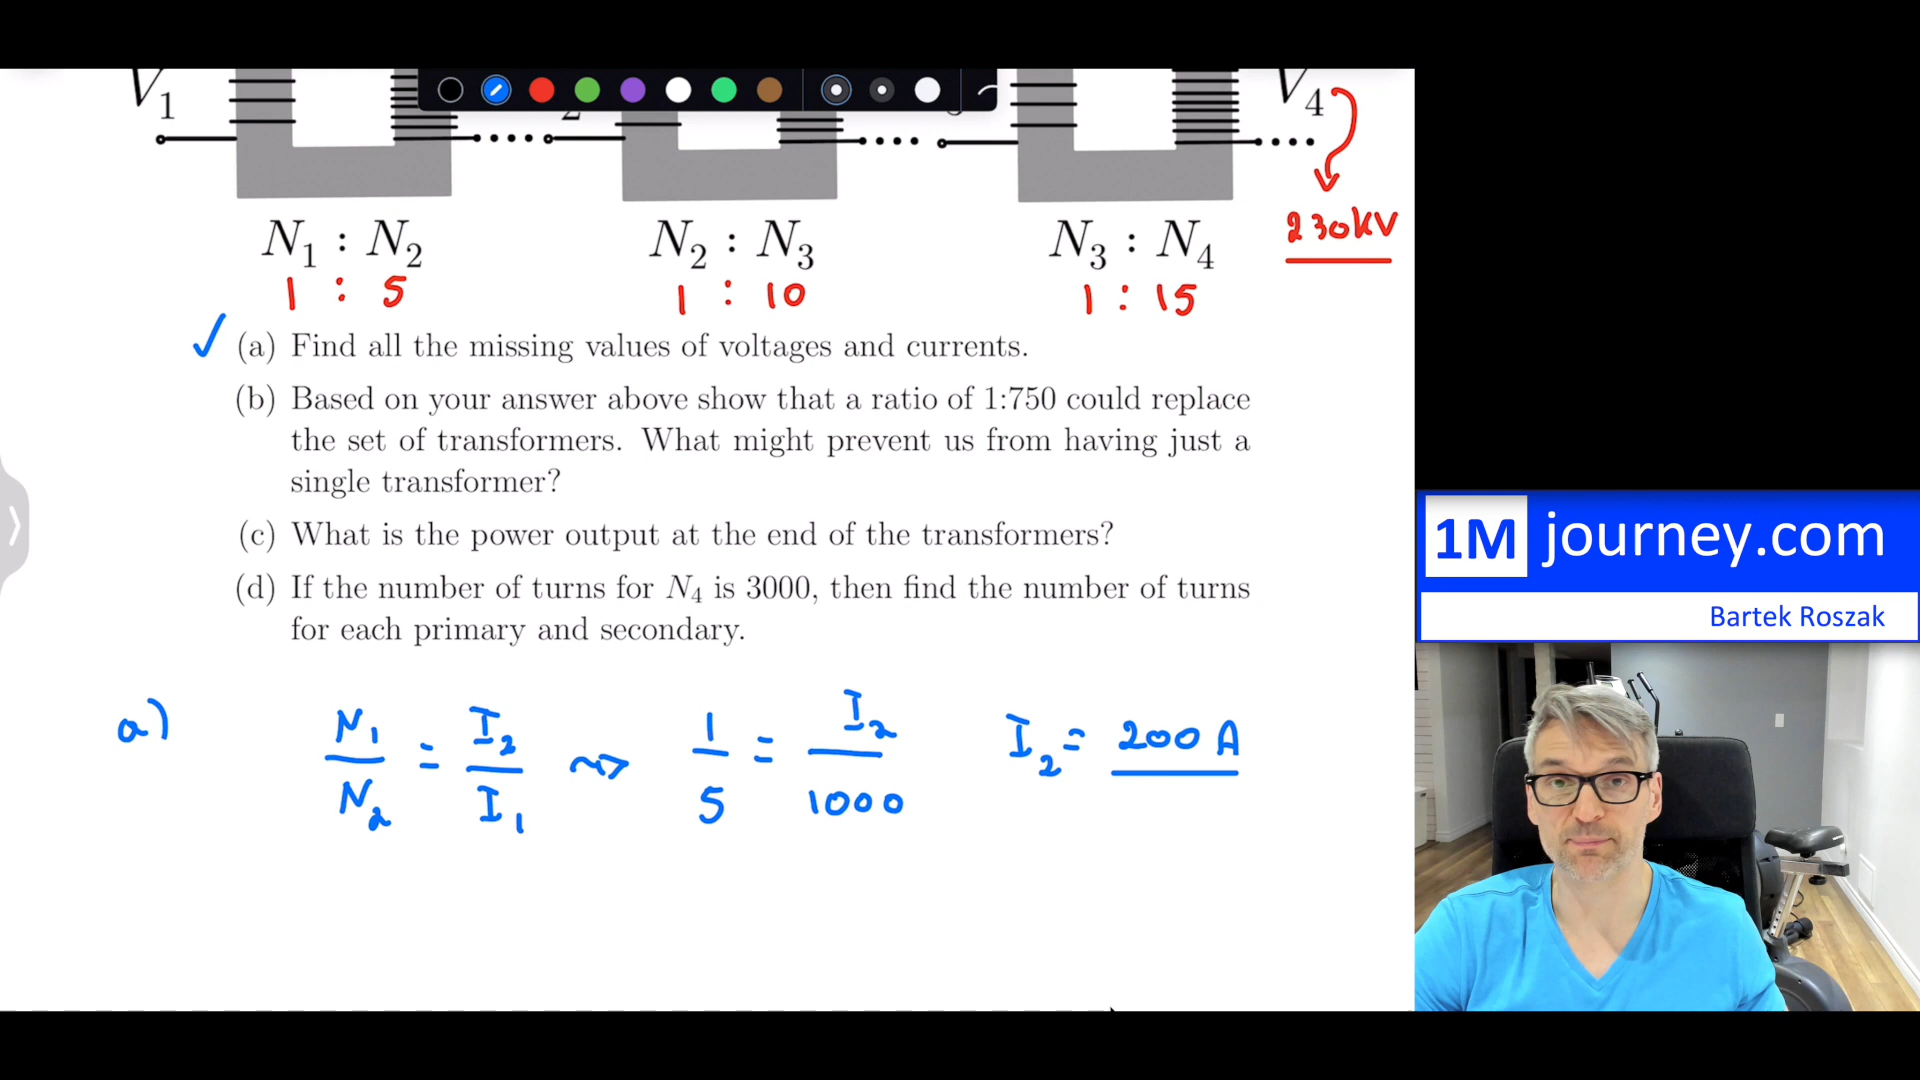 V1 V4
230kV
N1 : N2 N2 : N3 N3 : N4
1 : 5 1 : 10 1 : 15
✓ (a) Find all the missing values of voltages and currents.
(b) Based on your answer above show that a ratio of 1:750 could replace
the set of transformers. What might prevent us from having just a
single transformer?
(c) What is the power output at the end of the transformers?
(d) If the number of turns for N4 is 3000, then find the number of turns
for each primary and secondary.
a) N1/N2 = I2/I1 ⇝ 1/5 = I2/1000 I2 = 200 A
1M journey.com
Bartek Roszak